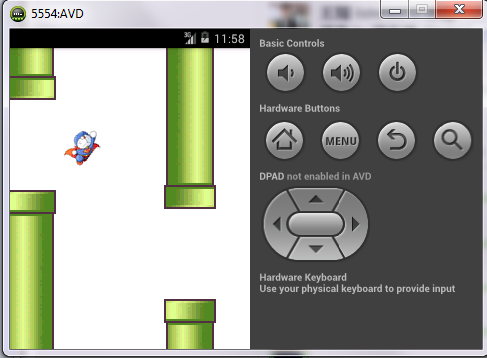 5554:AVD
3G
11:58
Basic Controls
Hardware Buttons
MENU
DPAD not enabled in AVD
Hardware Keyboard
Use your physical keyboard to provide input